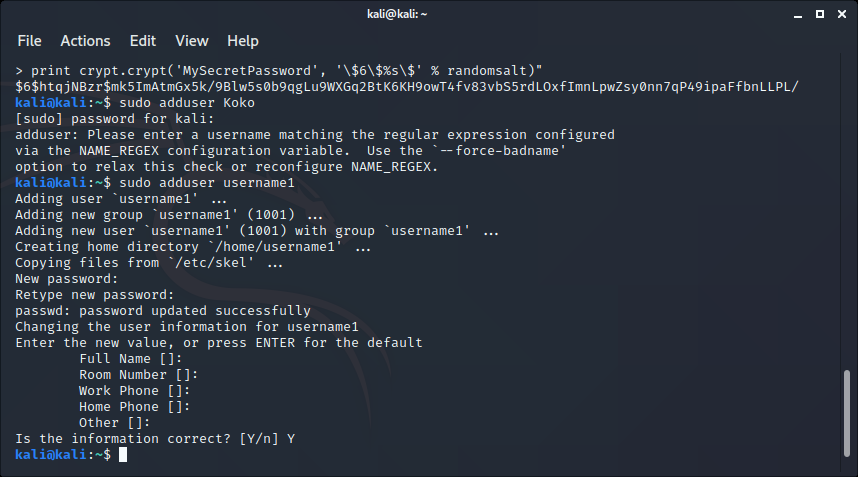 kali@kali: ~
File Actions Edit View Help
> print crypt.crypt('MySecretPassword', '\$6\$%s\$' % randomsalt)"
$6$htqjNBzr$mk5ImAtmGx5k/9Blw5s0b9qgLu9WXGq2BtK6KH9owT4fv83vbS5rdLOxfImnLpwZsy0nn7qP49ipaFfbnLLPL/
kali@kali:~$ sudo adduser Koko
[sudo] password for kali:
adduser: Please enter a username matching the regular expression configured
via the NAME_REGEX configuration variable.  Use the `--force-badname'
option to relax this check or reconfigure NAME_REGEX.
kali@kali:~$ sudo adduser username1
Adding user `username1' ...
Adding new group `username1' (1001) ...
Adding new user `username1' (1001) with group `username1' ...
Creating home directory `/home/username1' ...
Copying files from `/etc/skel' ...
New password:
Retype new password:
passwd: password updated successfully
Changing the user information for username1
Enter the new value, or press ENTER for the default
        Full Name []:
        Room Number []:
        Work Phone []:
        Home Phone []:
        Other []:
Is the information correct? [Y/n] Y
kali@kali:~$